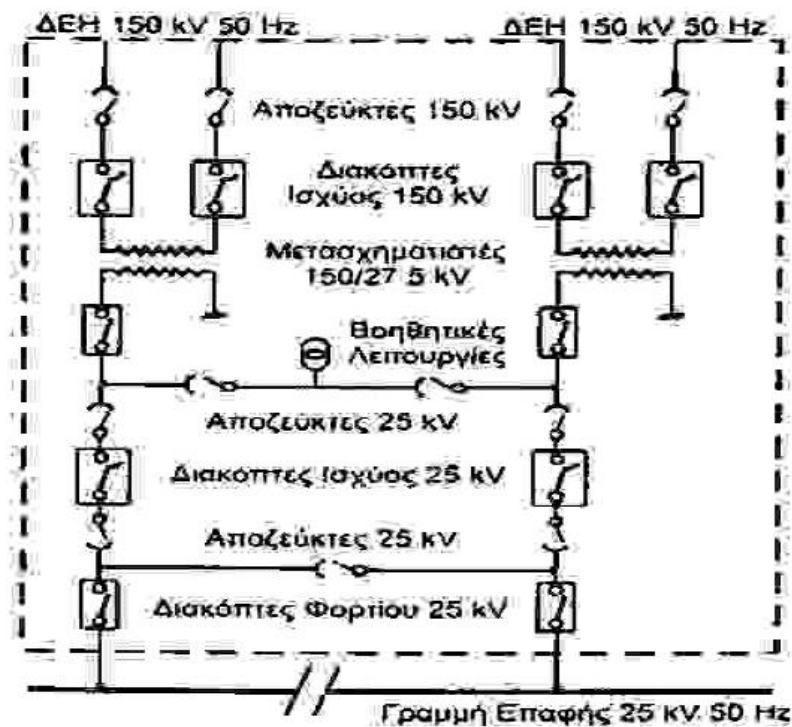 ΔΕΗ 150 kV 50 Hz
ΔΕΗ 150 kV 50 Hz
Αποζεύκτες 150 kV
Διακόπτες
Ισχύος 150 kV
Μετασχηματιστές
150/27 5 kV
Βοηθητικές
Λειτουργίες
Αποζεύκτες 25 kV
Διακόπτες Ισχύος 25 kV
Αποζεύκτες 25 kV
Διακόπτες Φορτίου 25 kV
Γραμμή Επαφής 25 kV 50 Hz